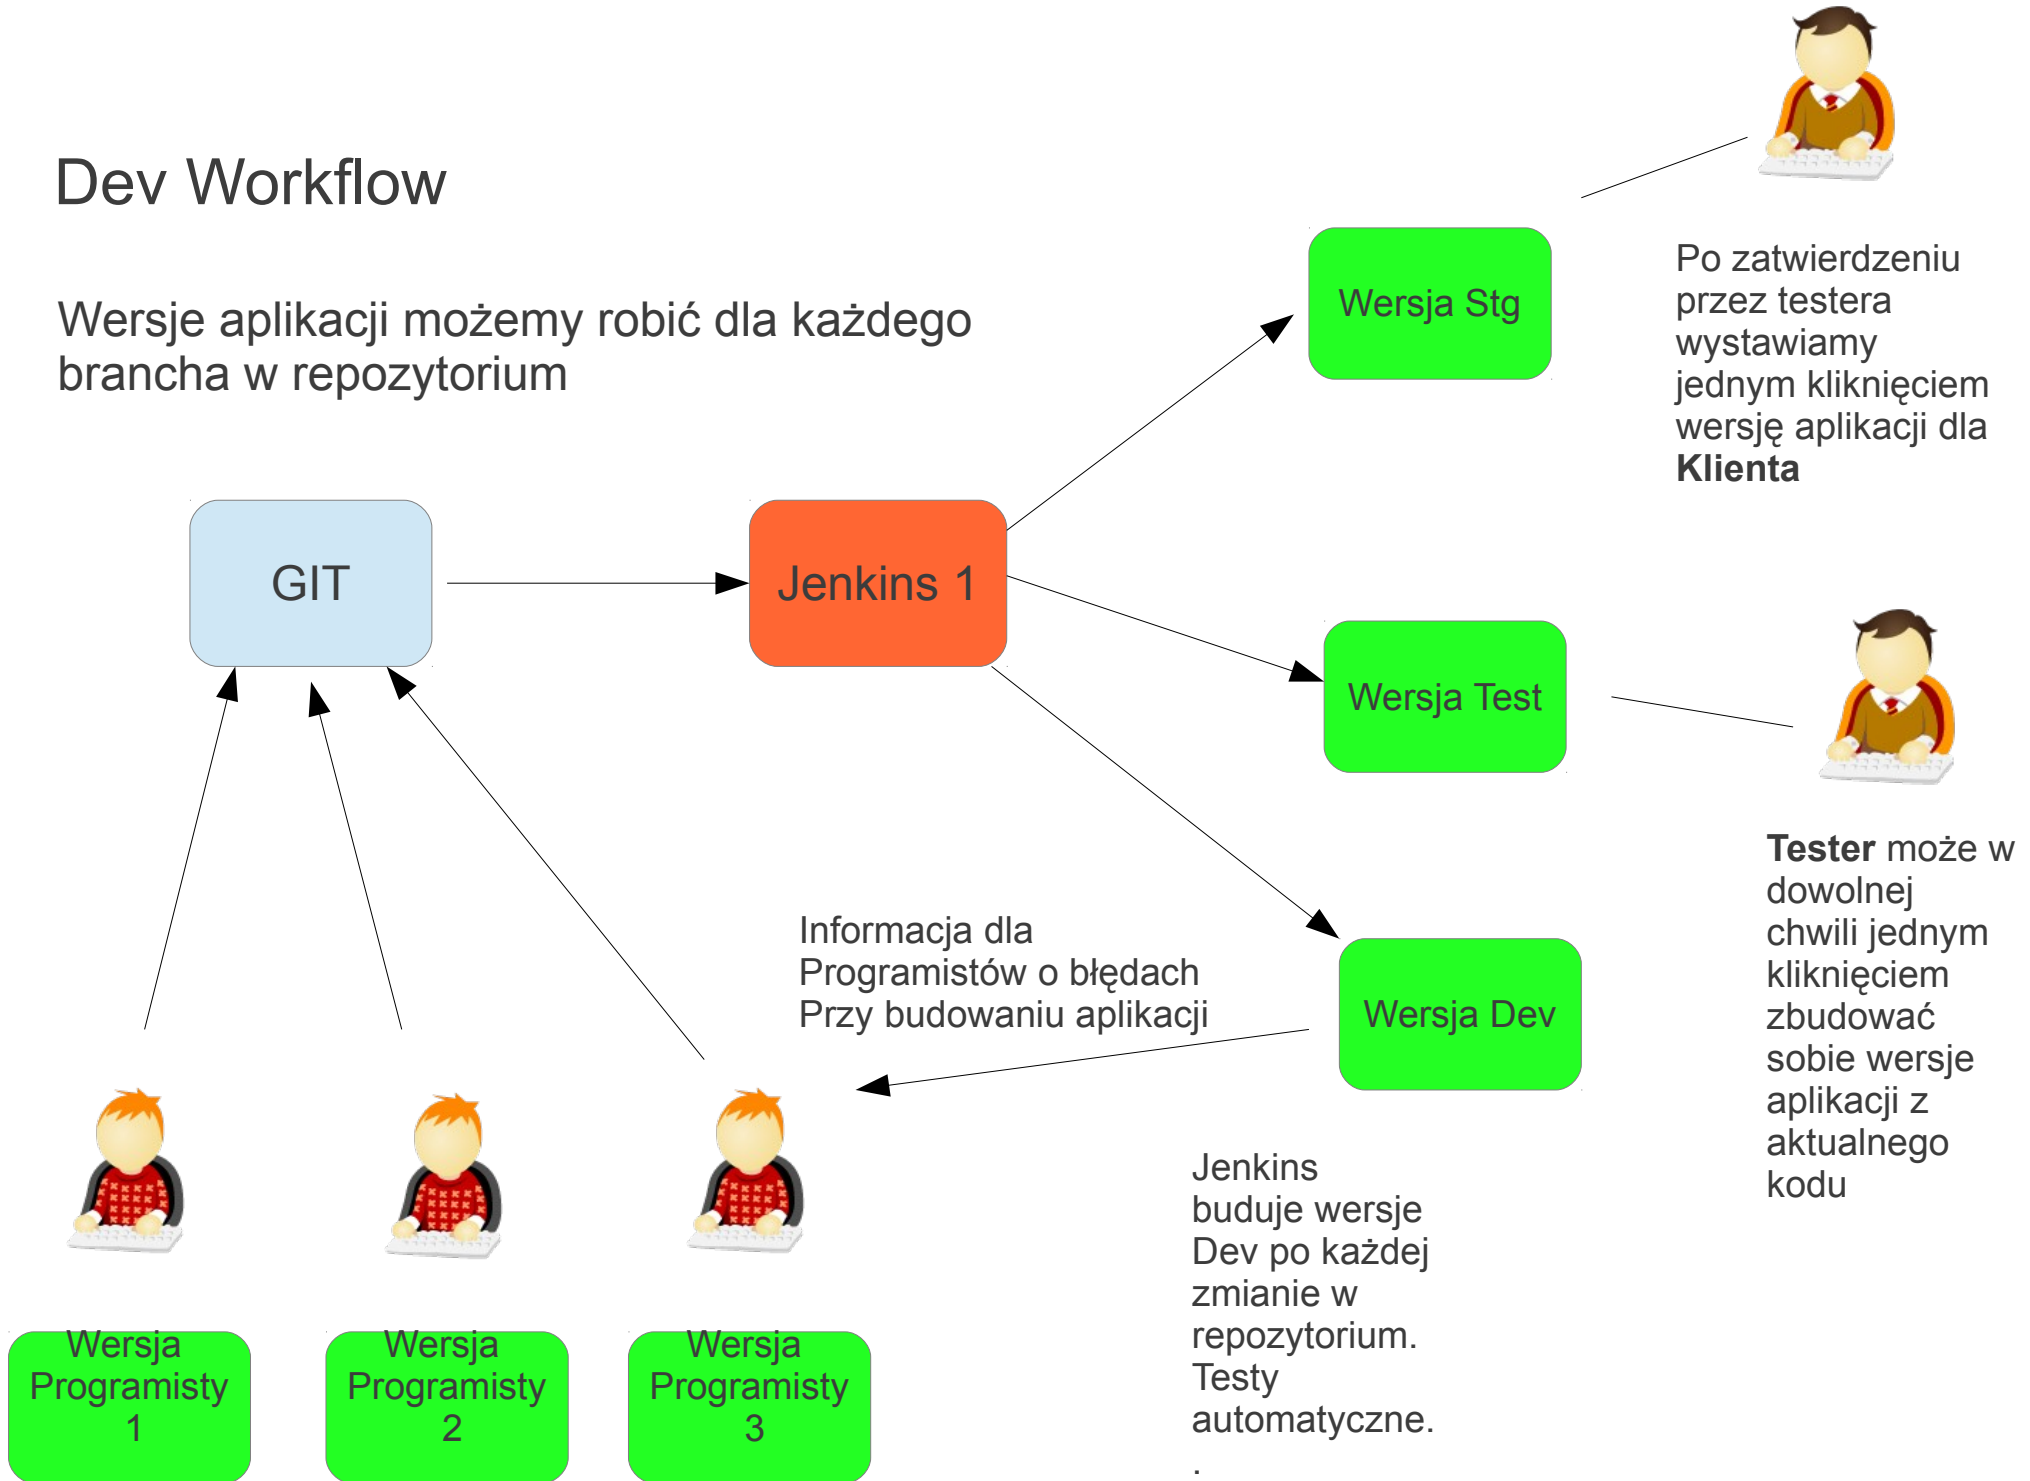 Dev Workflow
Wersje aplikacji możemy robić dla każdego
brancha w repozytorium
Wersja Stg
Po zatwierdzeniu
przez testera
wystawiamy
jednym kliknięciem
wersję aplikacji dla
Klienta
GIT
Jenkins 1
Wersja Test
Tester może w
dowolnej
chwili jednym
kliknięciem
zbudować
sobie wersje
aplikacji z
aktualnego
kodu
Informacja dla
Programistów o błędach
Przy budowaniu aplikacji
Wersja Dev
Jenkins
buduje wersje
Dev po każdej
zmianie w
repozytorium.
Testy
automatyczne.
.
Wersja
Programisty
1
Wersja
Programisty
2
Wersja
Programisty
3